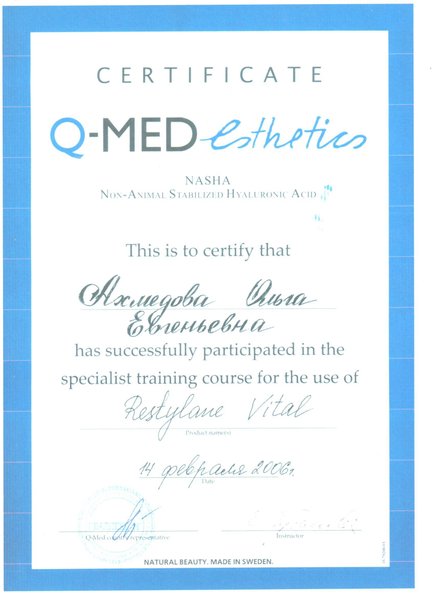 CERTIFICATE
Q-MED esthetics
NASHA
NON-ANIMAL STABILIZED HYALURONIC ACID
This is to certify that
Ахмедова Ольга
Евгеньевна
has successfully participated in the
specialist training course for the use of
Restylane Vital
Product name(s)
14 февраля 2006г.
Date
Q-Med representative
Instructor
NATURAL BEAUTY. MADE IN SWEDEN.